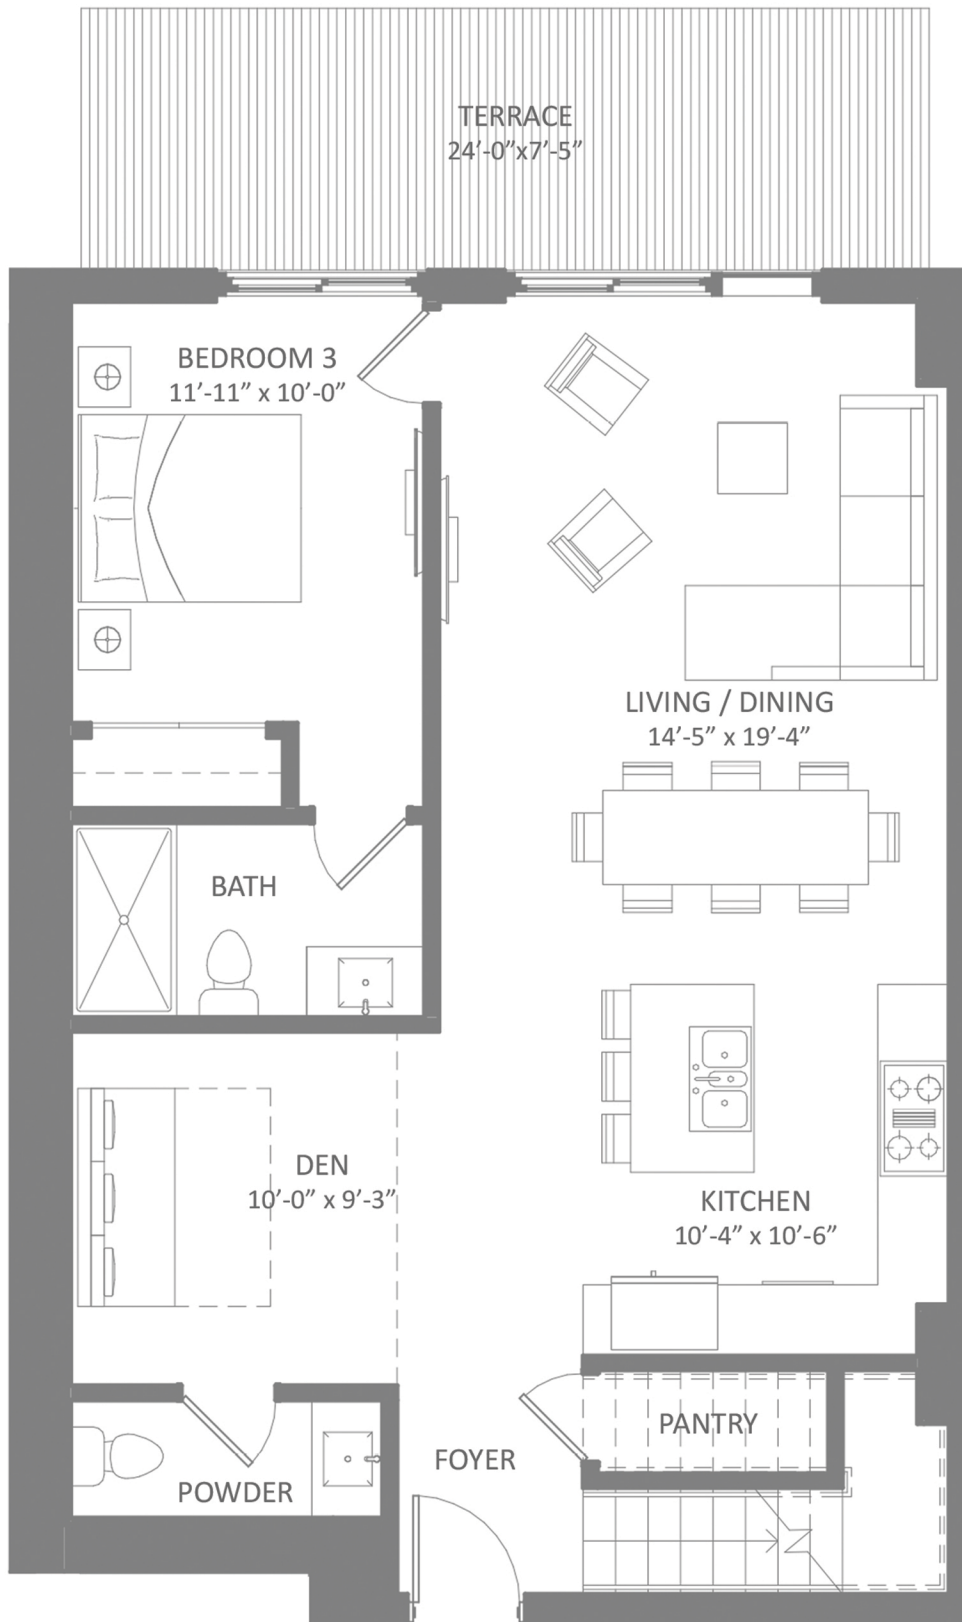 TERRACE
24’-0”x7’-5”
BEDROOM 3
11’-11” x 10’-0”
LIVING / DINING
14’-5” x 19’-4”
BATH
DEN
10’-0” x 9’-3”
KITCHEN
10’-4” x 10’-6”
PANTRY
FOYER
POWDER